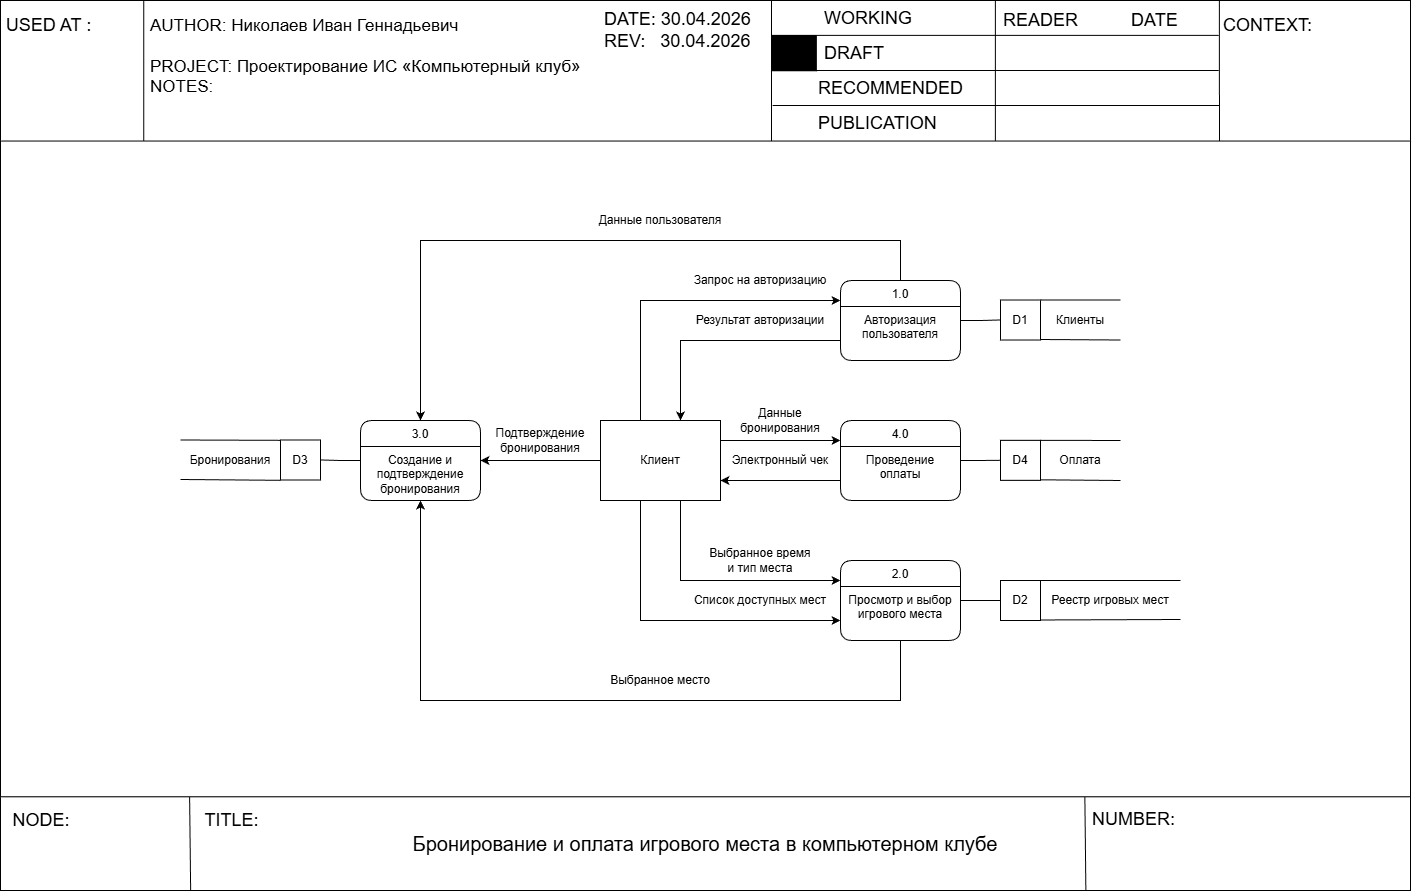 USED AT :
AUTHOR: Николаев Иван Геннадьевич
PROJECT: Проектирование ИС «Компьютерный клуб»
NOTES:
DATE: 30.04.2026
REV: 30.04.2026
WORKING
DRAFT
RECOMMENDED
PUBLICATION
READER DATE
CONTEXT:
Данные пользователя
Запрос на авторизацию
Результат авторизации
1.0
Авторизация
пользователя
D1
Клиенты
Бронирования
D3
3.0
Создание и
подтверждение
бронирования
Подтверждение
бронирования
Клиент
Данные
бронирования
Электронный чек
4.0
Проведение
оплаты
D4
Оплата
Выбранное время
и тип места
Список доступных мест
2.0
Просмотр и выбор
игрового места
D2
Реестр игровых мест
Выбранное место
NODE:
TITLE:
Бронирование и оплата игрового места в компьютерном клубе
NUMBER: